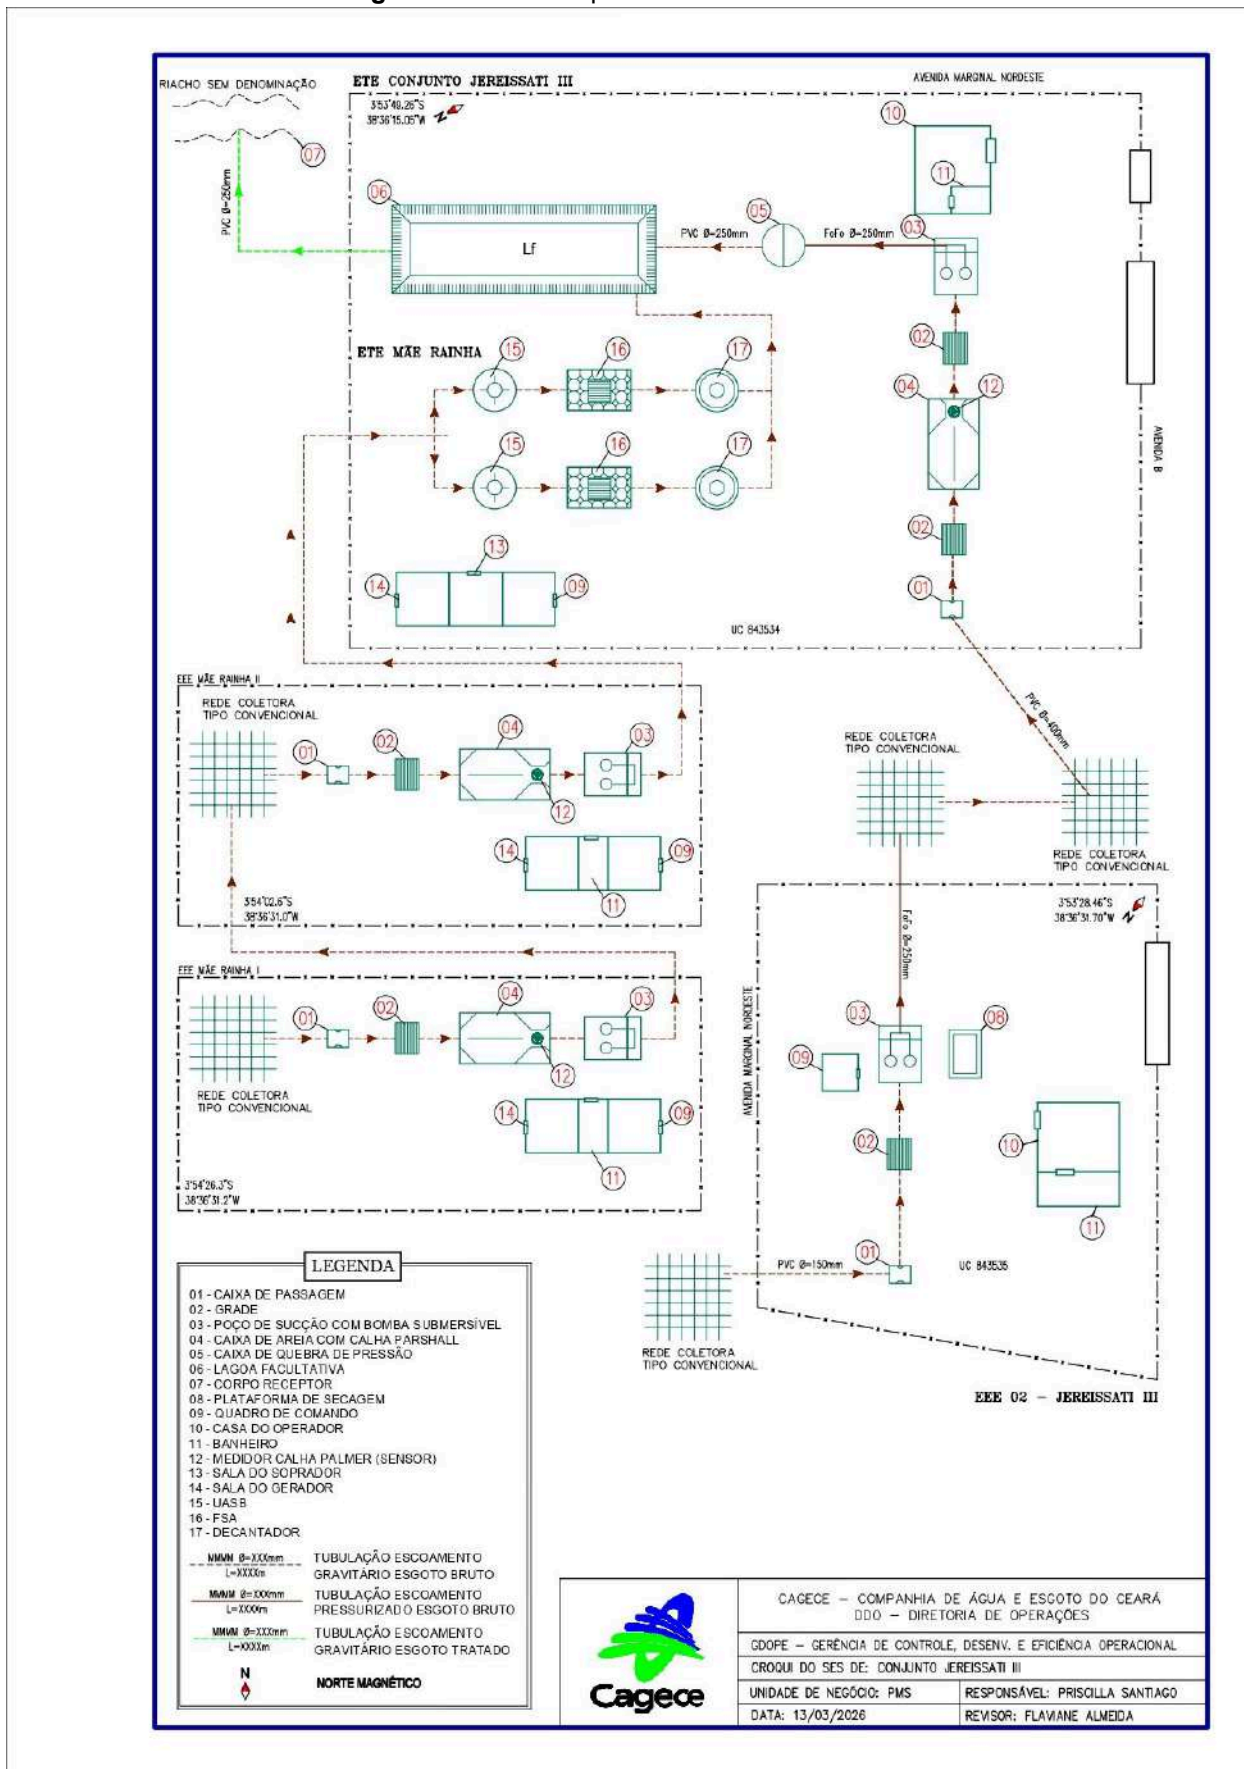 RIACHO SEM DENOMINAÇÃO
ETE CONJUNTO JEREISSATI III
AVENIDA MARGINAL NORDESTE
3°53'49.26"S
38°36'15.05"W
N
07
10
11
06
05
03
PVC Ø=250mm
PVC Ø=250mm
FoFo Ø=250mm
Lf
02
ETE MÃE RAINHA
15
16
17
04
12
AVENIDA B
15
16
17
02
13
14
09
01
UC 843534
EEE MÃE RAINHA II
REDE COLETORA
TIPO CONVENCIONAL
01
02
04
03
12
14
09
11
3°54'02.6"S
38°36'31.0"W
PVC Ø=400mm
REDE COLETORA
TIPO CONVENCIONAL
REDE COLETORA
TIPO CONVENCIONAL
EEE MÃE RAINHA I
01
02
04
03
12
REDE COLETORA
TIPO CONVENCIONAL
14
09
11
3°54'26.3"S
38°36'31.2"W
3°53'28.46"S
38°36'31.70"W
N
FoFo Ø=250mm
AVENIDA MARGINAL NORDESTE
03
08
09
02
10
11
01
PVC Ø=150mm
UC 843535
REDE COLETORA
TIPO CONVENCIONAL
EEE 02 - JEREISSATI III
LEGENDA
01 - CAIXA DE PASSAGEM
02 - GRADE
03 - POÇO DE SUCÇÃO COM BOMBA SUBMERSÍVEL
04 - CAIXA DE AREIA COM CALHA PARSHALL
05 - CAIXA DE QUEBRA DE PRESSÃO
06 - LAGOA FACULTATIVA
07 - CORPO RECEPTOR
08 - PLATAFORMA DE SECAGEM
09 - QUADRO DE COMANDO
10 - CASA DO OPERADOR
11 - BANHEIRO
12 - MEDIDOR CALHA PALMER (SENSOR)
13 - SALA DO SOPRADOR
14 - SALA DO GERADOR
15 - UASB
16 - FSA
17 - DECANTADOR
MMMM Ø=XXXmm TUBULAÇÃO ESCOAMENTO
L=XXXXm GRAVITÁRIO ESGOTO BRUTO
MMMM Ø=XXXmm TUBULAÇÃO ESCOAMENTO
L=XXXXm PRESSURIZADO ESGOTO BRUTO
MMMM Ø=XXXmm TUBULAÇÃO ESCOAMENTO
L=XXXXm GRAVITÁRIO ESGOTO TRATADO
N
NORTE MAGNÉTICO
Cagece
CAGECE - COMPANHIA DE ÁGUA E ESGOTO DO CEARÁ
DDO - DIRETORIA DE OPERAÇÕES
GDOPE - GERÊNCIA DE CONTROLE, DESENV. E EFICIÊNCIA OPERACIONAL
CROQUI DO SES DE: CONJUNTO JEREISSATI III
UNIDADE DE NEGÓCIO: PMS
RESPONSÁVEL: PRISCILLA SANTIAGO
DATA: 13/03/2026
REVISOR: FLAVIANE ALMEIDA